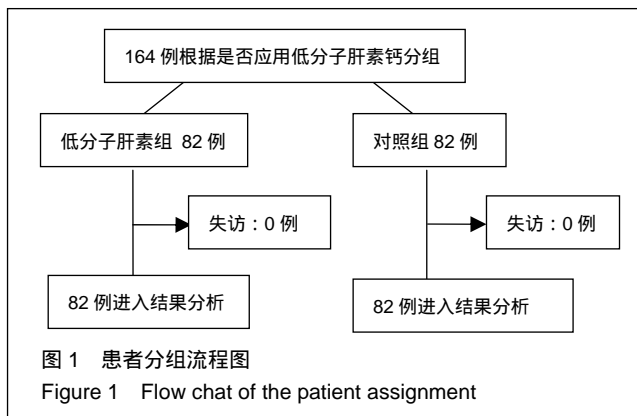 164 例根据是否应用低分子肝素钙分组
低分子肝素组 82 例
对照组 82 例
失访：0 例
失访：0 例
82 例进入结果分析
82 例进入结果分析
图 1 患者分组流程图
Figure 1 Flow chat of the patient assignment